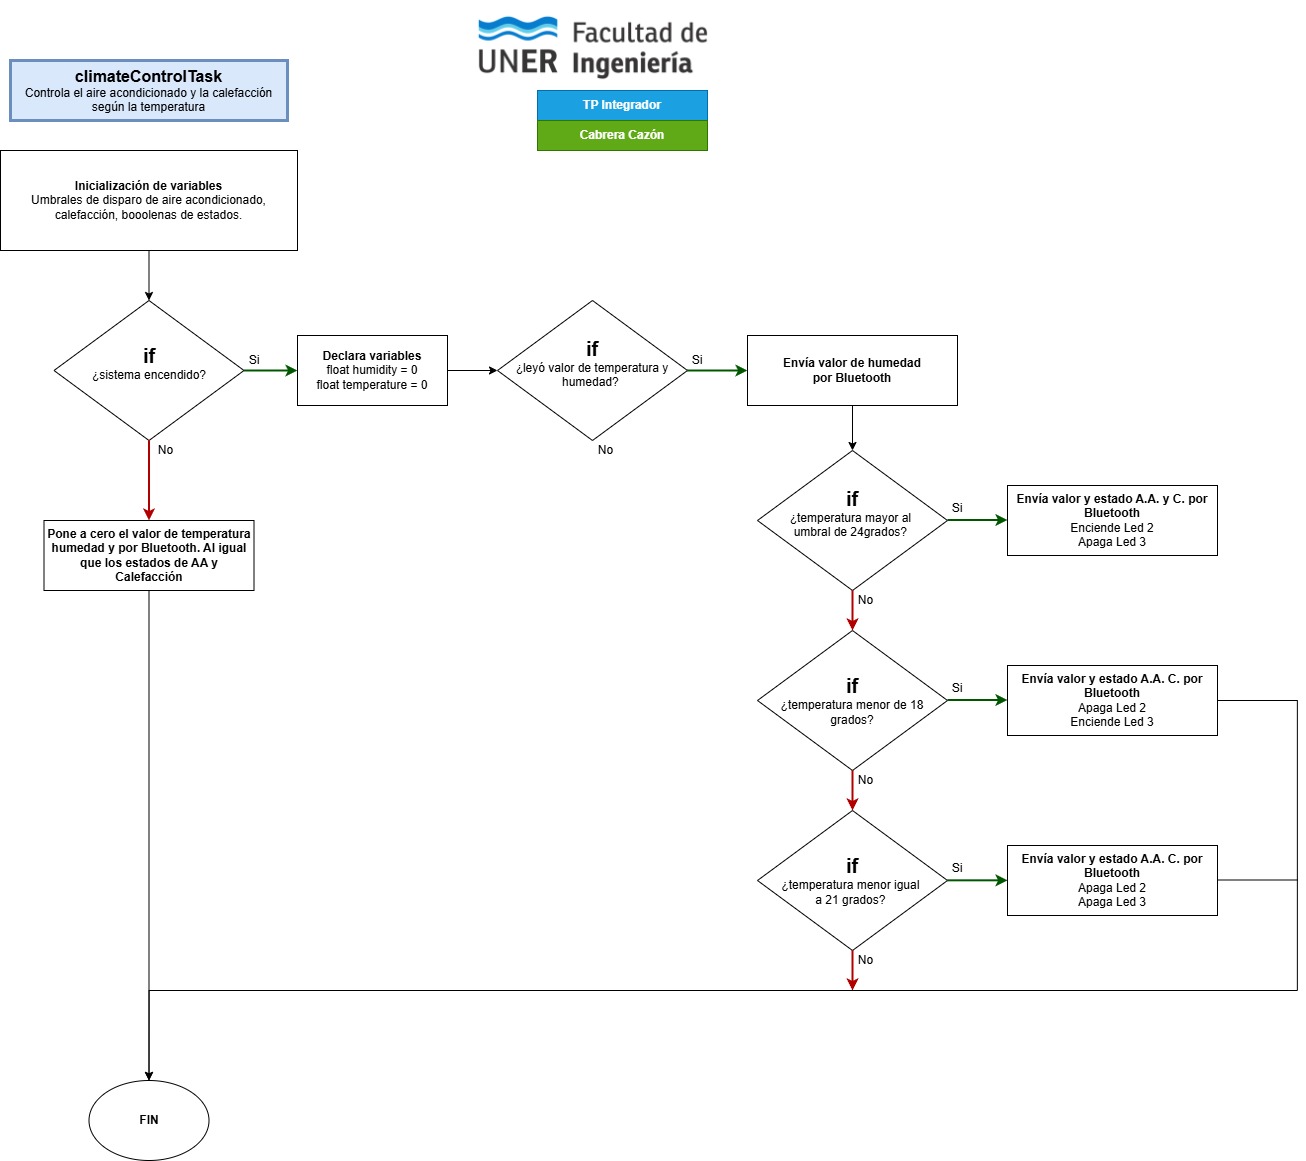 UNER
Facultad de
Ingeniería
TP Integrador
Cabrera Cazón
climateControlTask
Controla el aire acondicionado y la calefacción
según la temperatura
Inicialización de variables
Umbrales de disparo de aire acondicionado,
calefacción, booolenas de estados.
if
¿sistema encendido?
Si
No
Declara variables
float humidity = 0
float temperature = 0
if
¿leyó valor de temperatura y
humedad?
Si
No
Envía valor de humedad
por Bluetooth
Pone a cero el valor de temperatura
humedad y por Bluetooth. Al igual
que los estados de AA y
Calefacción
if
¿temperatura mayor al
umbral de 24grados?
Si
No
Envía valor y estado A.A. y C. por
Bluetooth
Enciende Led 2
Apaga Led 3
if
¿temperatura menor de 18
grados?
Si
No
Envía valor y estado A.A. C. por
Bluetooth
Apaga Led 2
Enciende Led 3
if
¿temperatura menor igual
a 21 grados?
Si
No
Envía valor y estado A.A. C. por
Bluetooth
Apaga Led 2
Apaga Led 3
FIN